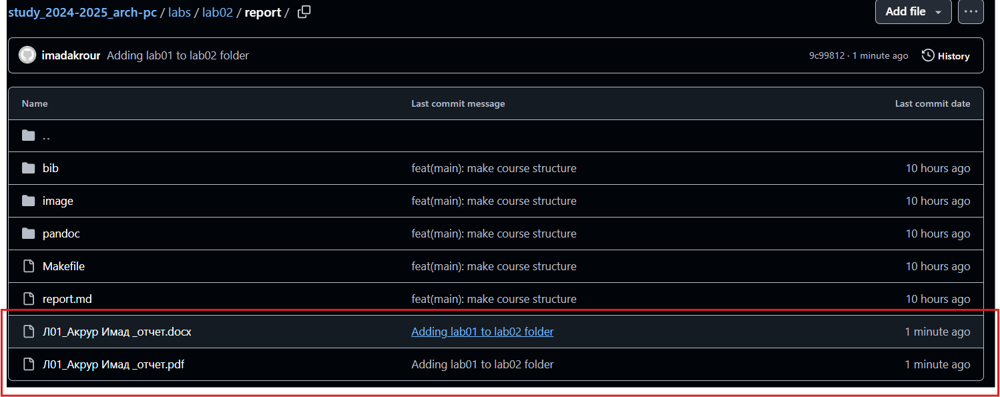 study_2024-2025_arch-pc / labs / lab02 / report /
Add file
imadakrour Adding lab01 to lab02 folder
9c99812 · 1 minute ago History
Name Last commit message Last commit date
..
bib feat(main): make course structure 10 hours ago
image feat(main): make course structure 10 hours ago
pandoc feat(main): make course structure 10 hours ago
Makefile feat(main): make course structure 10 hours ago
report.md feat(main): make course structure 10 hours ago
Л01_Акрур Имад _отчет.docx Adding lab01 to lab02 folder 1 minute ago
Л01_Акрур Имад _отчет.pdf Adding lab01 to lab02 folder 1 minute ago